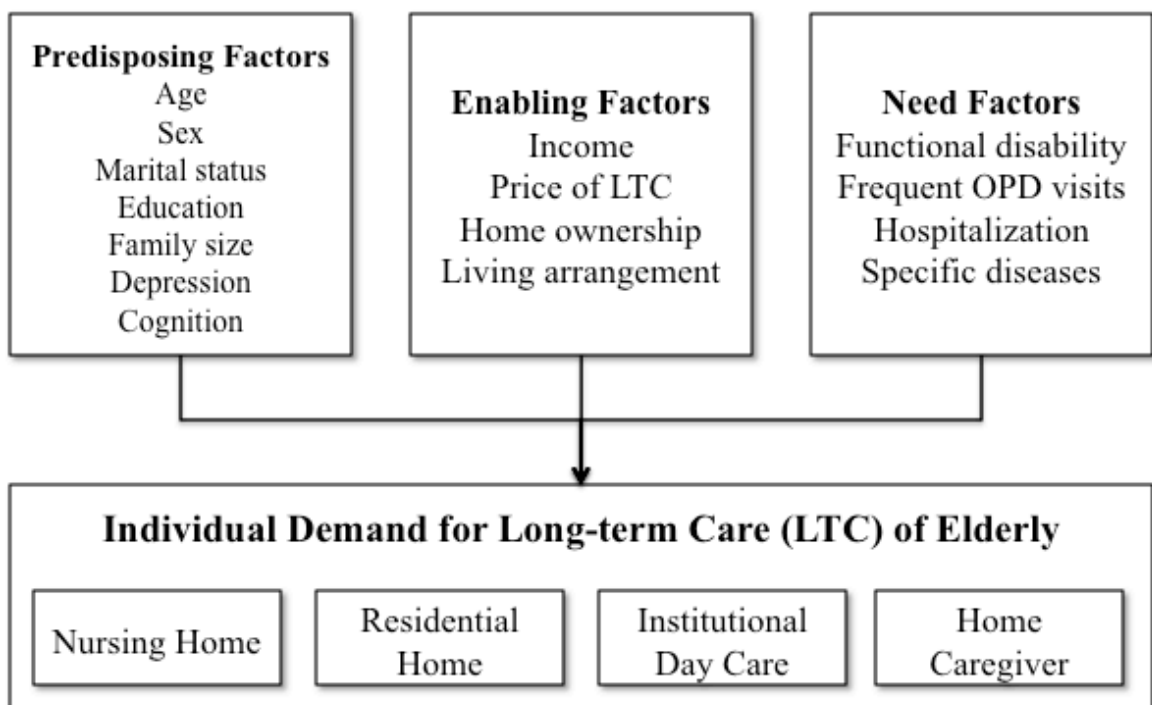 Predisposing Factors
Age
Sex
Marital status
Education
Family size
Depression
Cognition
Enabling Factors
Income
Price of LTC
Home ownership
Living arrangement
Need Factors
Functional disability
Frequent OPD visits
Hospitalization
Specific diseases
Individual Demand for Long-term Care (LTC) of Elderly
Nursing Home
Residential
Home
Institutional
Day Care
Home
Caregiver